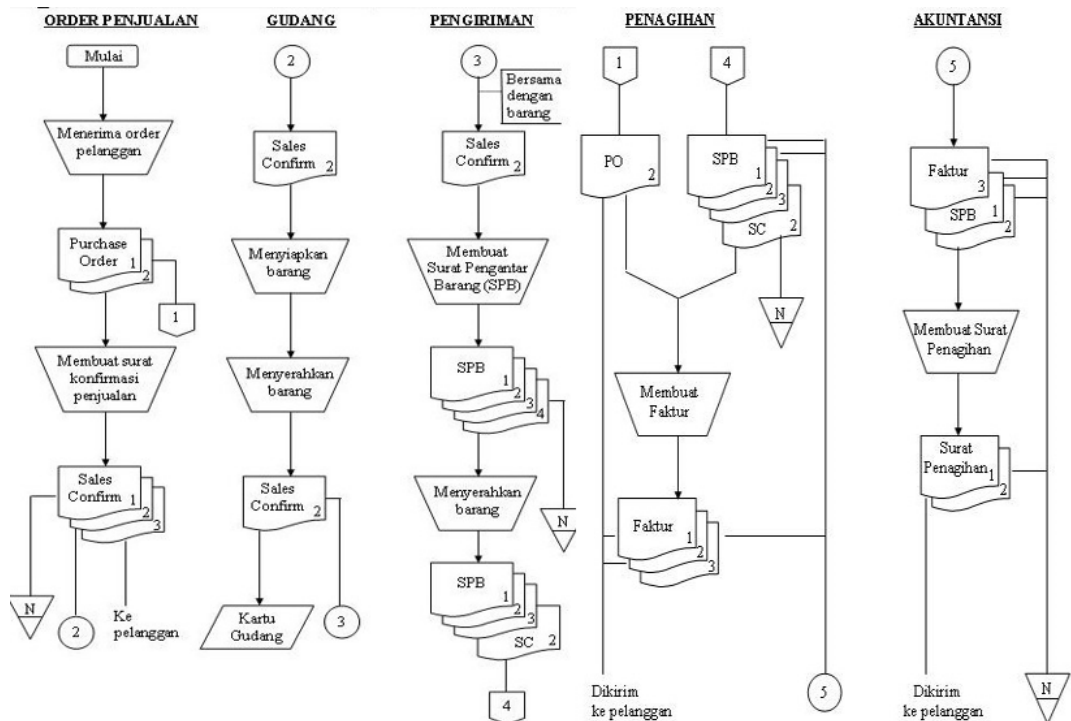 ORDER PENJUALAN
Mulai
Menerima order
pelanggan
Purchase
Order
1
2
1
Membuat surat
konfirmasi
penjualan
Sales
Confirm
1
2
3
N
2
Ke
pelanggan
GUDANG
2
Sales
Confirm
2
Menyiapkan
barang
Menyerahkan
barang
Sales
Confirm
2
Kartu
Gudang
3
PENGIRIMAN
3
Bersama
dengan
barang
Sales
Confirm
2
Membuat
Surat Pengantar
Barang (SPB)
SPB
1
2
3
4
N
Menyerahkan
barang
SPB
1
2
3
SC 2
4
PENAGIHAN
1
4
PO
2
SPB
1
2
3
SC 2
N
Membuat
Faktur
Faktur
1
2
3
Dikirim
ke pelanggan
5
AKUNTANSI
5
Faktur
3
SPB 1
2
Membuat Surat
Penagihan
Surat
Penagihan
1
2
Dikirim
ke pelanggan
N